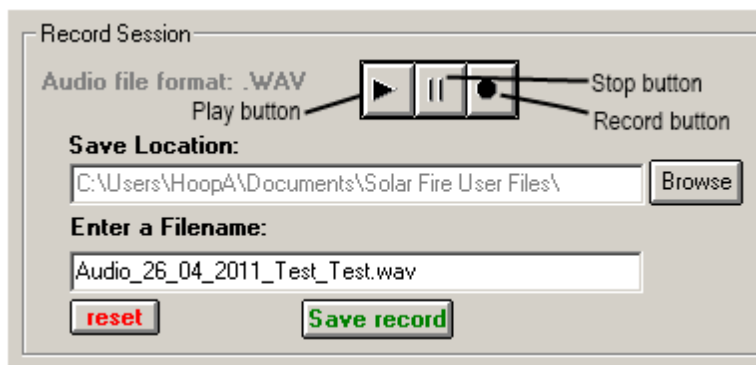 Record Session
Audio file format: .WAV
Stop button
Play button
Record button
Save Location:
C:\Users\HoopA\Documents\Solar Fire User Files\
Browse
Enter a Filename:
Audio_26_04_2011_Test_Test.wav
reset
Save record